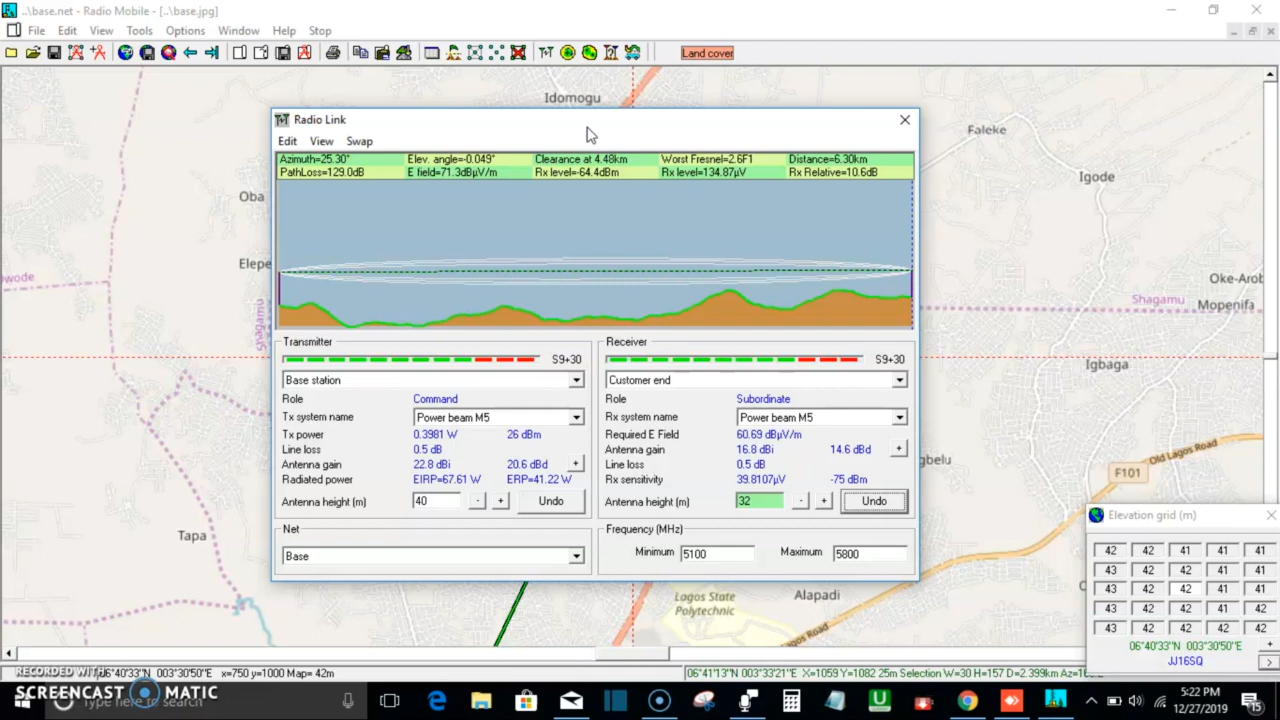 ..\base.net - Radio Mobile - [..\base.jpg]
File Edit View Tools Options Window Help Stop
Land cover
Idomogu
Faleke
Igode
Oba
Elepe
Oke-Arob
Shagamu
Mopenifa
Shagamu
Igbaga
Old Lagos Road
F101
Tapa
Lagos State
Polytechnic
Alapadi
Lagos Road
Radio Link
Edit View Swap
Azimuth=25.30° Elev. angle=-0.049° Clearance at 4.48km Worst Fresnel=2.6F1 Distance=6.30km
PathLoss=129.0dB E field=71.3dBµV/m Rx level=-64.4dBm Rx level=134.87µV Rx Relative=10.6dB
Transmitter
S9+30
Base station
Role Command
Tx system name Power beam M5
Tx power 0.3981 W 26 dBm
Line loss 0.5 dB
Antenna gain 22.8 dBi 20.6 dBd +
Radiated power EIRP=67.61 W ERP=41.22 W
Antenna height (m) 40 - + Undo
Net
Base
Receiver
S9+30
Customer end
Role Subordinate
Rx system name Power beam M5
Required E Field 60.69 dBµV/m
Antenna gain 16.8 dBi 14.6 dBd +
Line loss 0.5 dB
Rx sensitivity 39.8107µV -75 dBm
Antenna height (m) 32 - + Undo
Frequency (MHz)
Minimum 5100 Maximum 5800
Elevation grid (m)
42 42 41 41 41
43 42 42 41 41
43 42 42 41 41
43 42 42 42 42
43 42 42 42 42
06°40'33''N 003°30'50''E
JJ16SQ
06°40'33''N 003°30'50''E x=750 y=1000 Map= 42m
06°41'13''N 003°33'21''E X=1059 Y=1082 25m Selection W=30 H=157 D=2.399km
RECORDED WITH
SCREENCAST MATIC
Type here to search
5:22 PM
12/27/2019
15